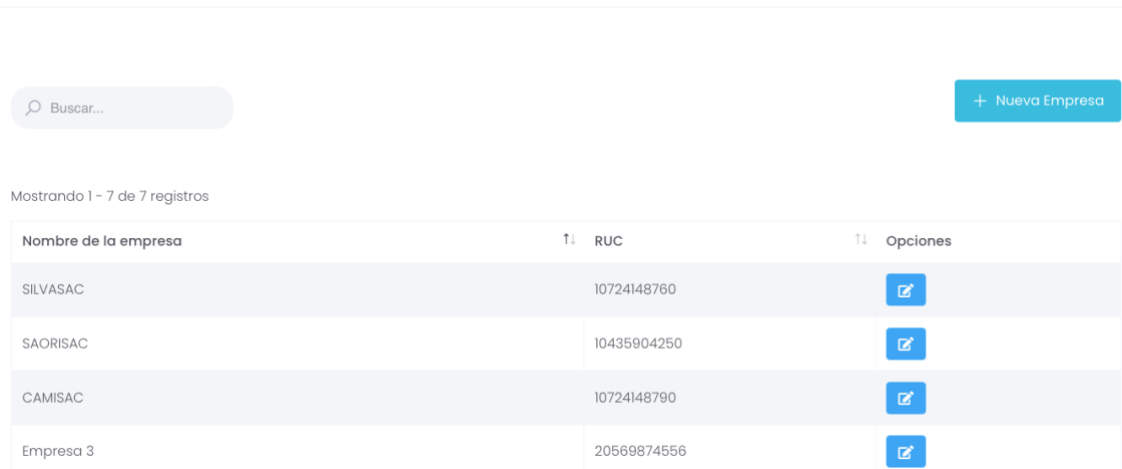 Buscar...
+ Nueva Empresa
Mostrando 1 - 7 de 7 registros
Nombre de la empresa RUC Opciones
SILVASAC 10724148760
SAORISAC 10435904250
CAMISAC 10724148790
Empresa 3 20569874556